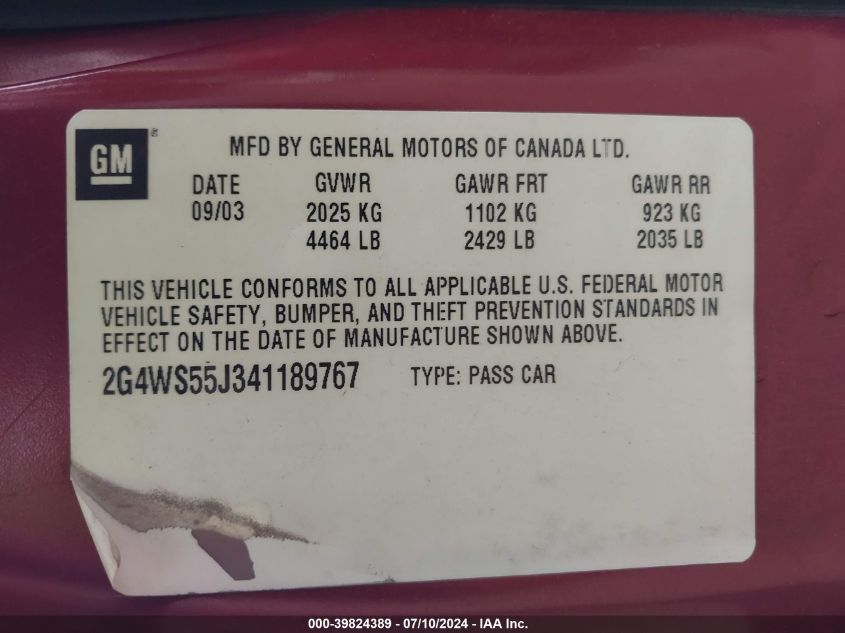 GM ®
MFD BY GENERAL MOTORS OF CANADA LTD.
DATE GVWR GAWR FRT GAWR RR
09/03 2025 KG 1102 KG 923 KG
4464 LB 2429 LB 2035 LB
THIS VEHICLE CONFORMS TO ALL APPLICABLE U.S. FEDERAL MOTOR
VEHICLE SAFETY, BUMPER, AND THEFT PREVENTION STANDARDS IN
EFFECT ON THE DATE OF MANUFACTURE SHOWN ABOVE.
2G4WS55J341189767 TYPE: PASS CAR
000-39824389 - 07/10/2024 - IAA Inc.